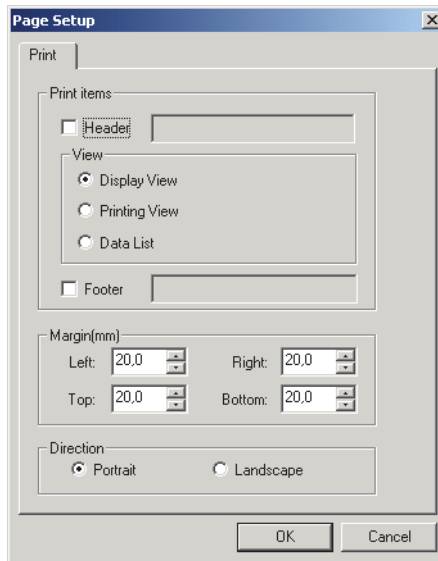 Page Setup
Print
Print items
Header
View
Display View
Printing View
Data List
Footer
Margin(mm)
Left: 20,0 Right: 20,0
Top: 20,0 Bottom: 20,0
Direction
Portrait Landscape
OK Cancel